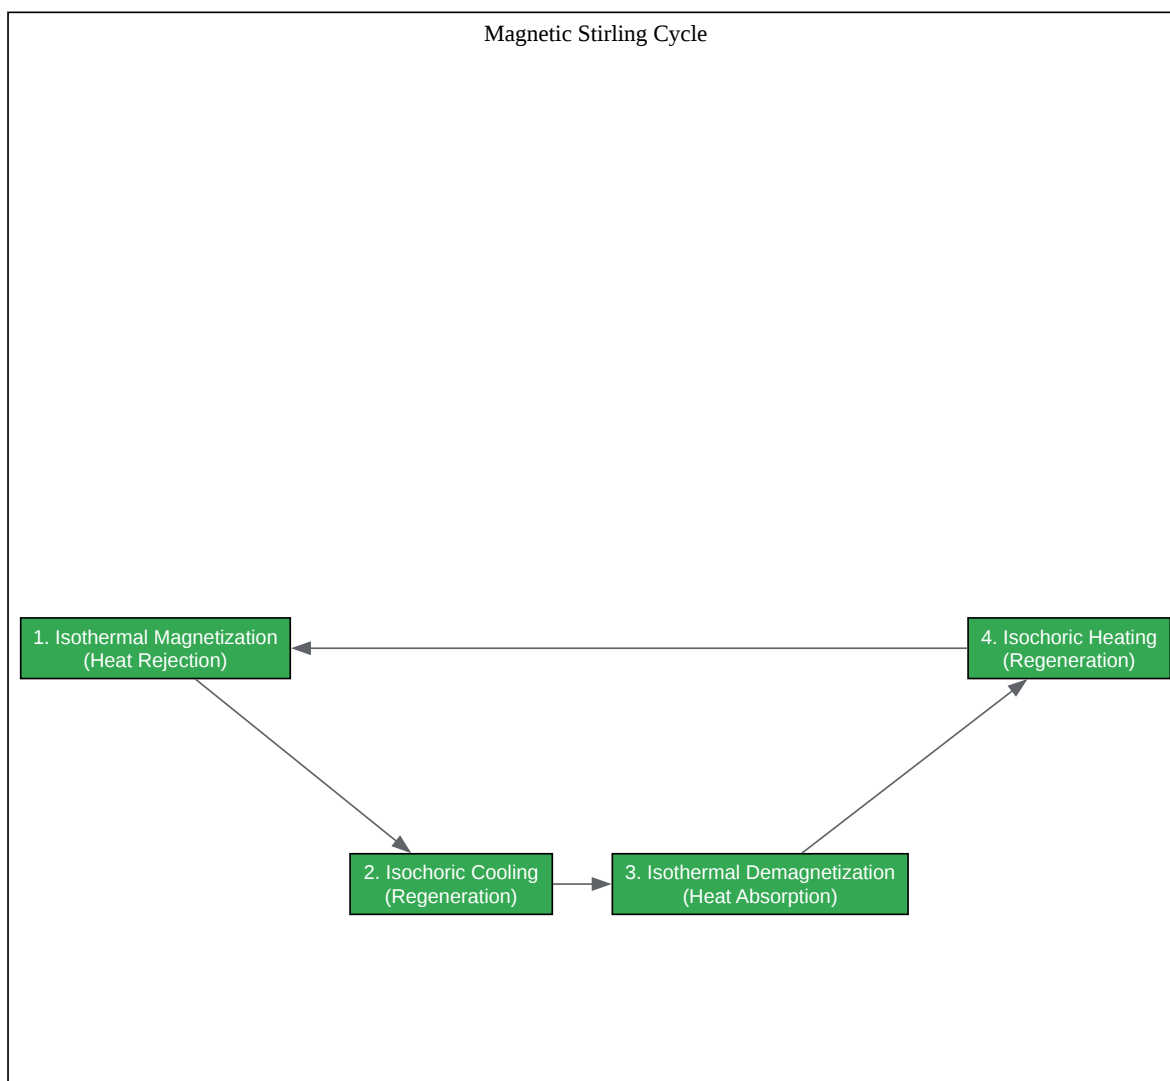 Magnetic Stirling Cycle
1. Isothermal Magnetization
(Heat Rejection)
4. Isochoric Heating
(Regeneration)
2. Isochoric Cooling
(Regeneration)
3. Isothermal Demagnetization
(Heat Absorption)